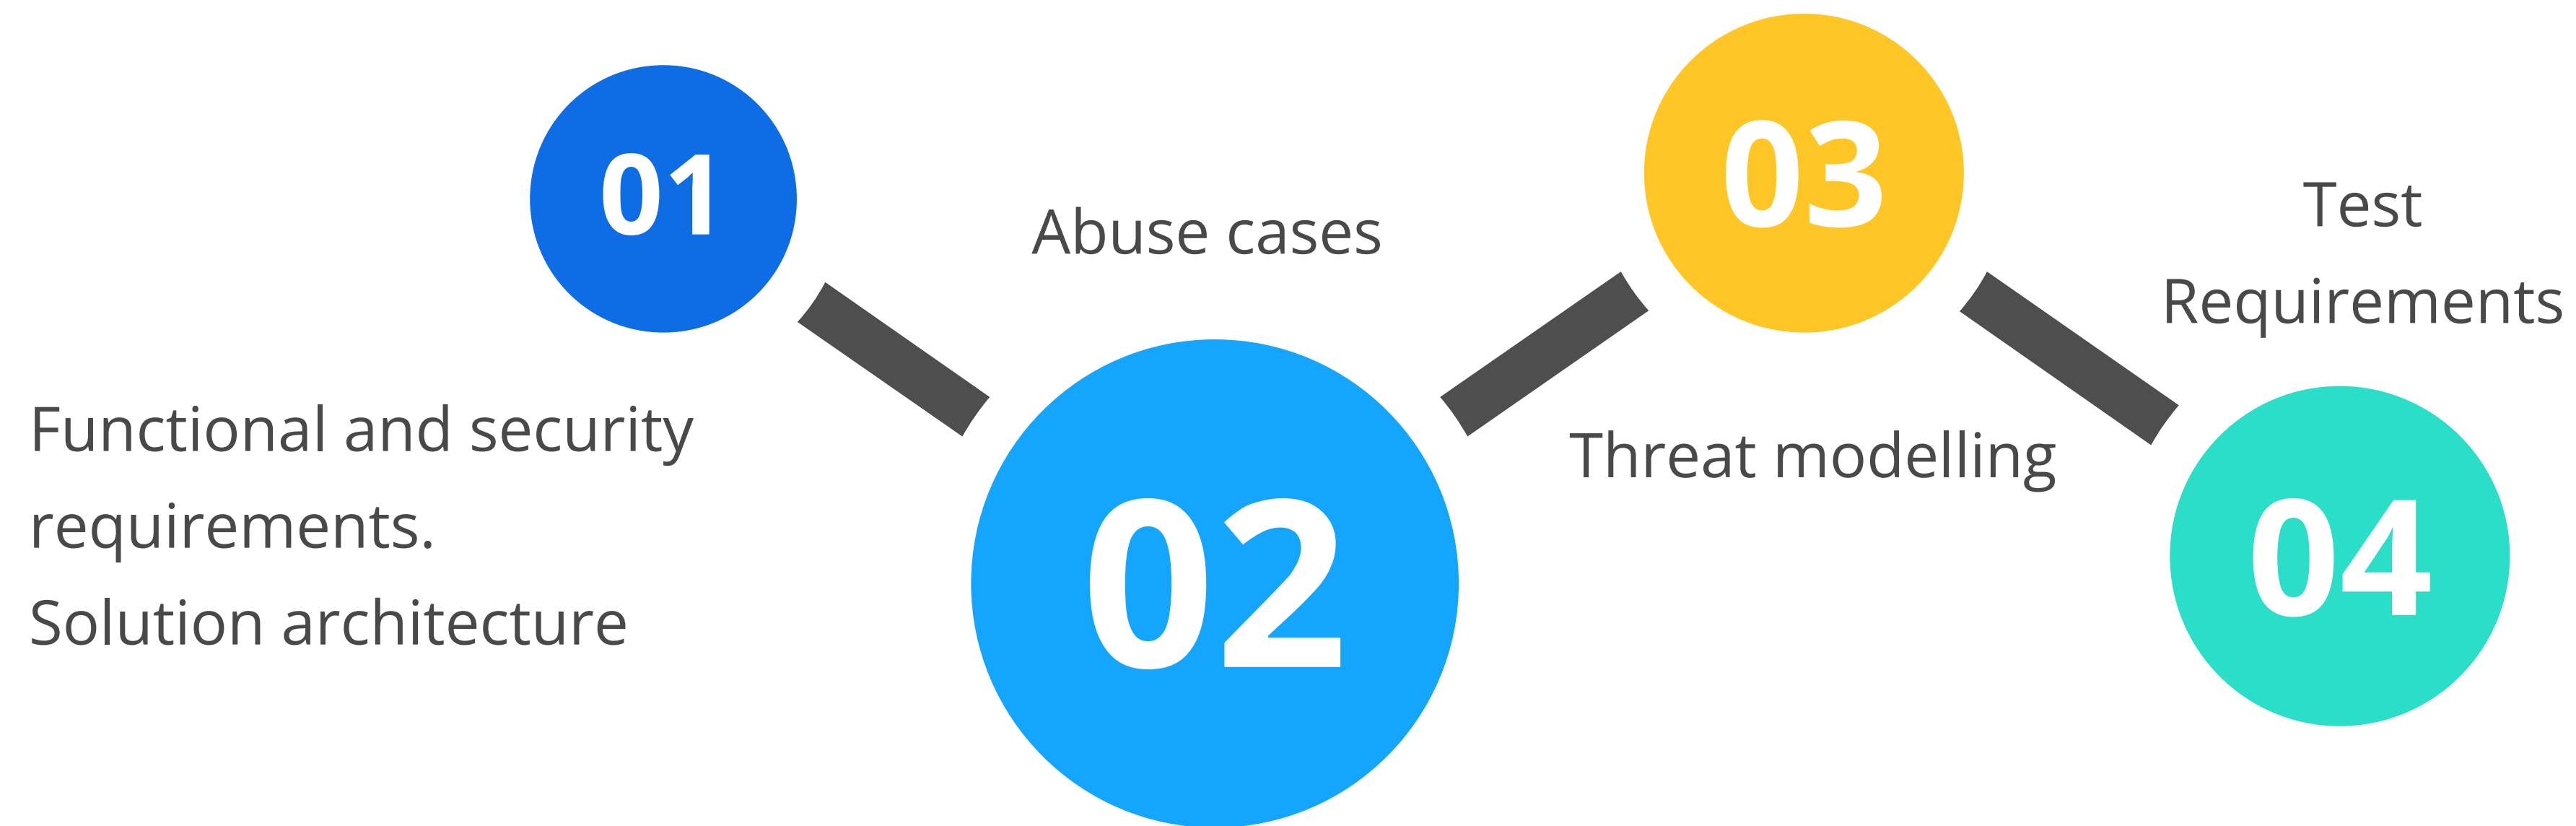 01
Functional and security
requirements.
Solution architecture
Abuse cases
02
03
Threat modelling
Test
Requirements
04